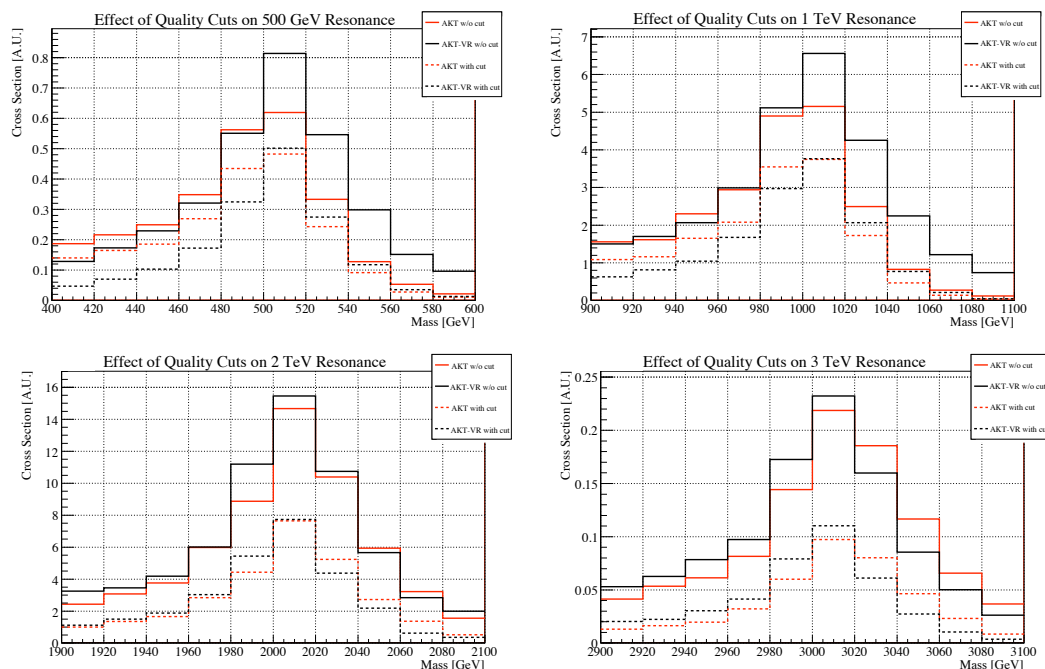 Effect of Quality Cuts on 500 GeV Resonance
Cross Section [A.U.]
0.8
0.7
0.6
0.5
0.4
0.3
0.2
0.1
0
400 420 440 460 480 500 520 540 560 580 600
Mass [GeV]
AKT w/o cut
AKT-VR w/o cut
AKT with cut
AKT-VR with cut
Effect of Quality Cuts on 1 TeV Resonance
Cross Section [A.U.]
7
6
5
4
3
2
1
0
900 920 940 960 980 1000 1020 1040 1060 1080 1100
Mass [GeV]
AKT w/o cut
AKT-VR w/o cut
AKT with cut
AKT-VR with cut
Effect of Quality Cuts on 2 TeV Resonance
Cross Section [A.U.]
16
14
12
10
8
6
4
2
0
1900 1920 1940 1960 1980 2000 2020 2040 2060 2080 2100
Mass [GeV]
AKT w/o cut
AKT-VR w/o cut
AKT with cut
AKT-VR with cut
Effect of Quality Cuts on 3 TeV Resonance
Cross Section [A.U.]
0.25
0.2
0.15
0.1
0.05
0
2900 2920 2940 2960 2980 3000 3020 3040 3060 3080 3100
Mass [GeV]
AKT w/o cut
AKT-VR w/o cut
AKT with cut
AKT-VR with cut